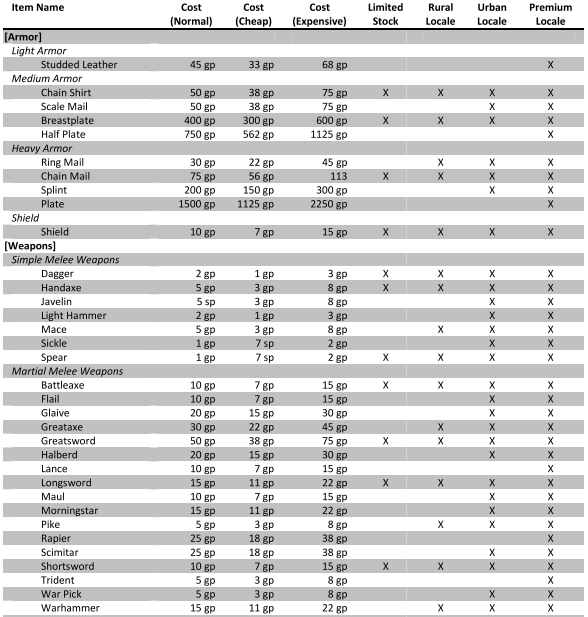 Item Name Cost (Normal) Cost (Cheap) Cost (Expensive) Limited Stock Rural Locale Urban Locale Premium Locale
[Armor]
Light Armor
Studded Leather 45 gp 33 gp 68 gp X
Medium Armor
Chain Shirt 50 gp 38 gp 75 gp X X X X
Scale Mail 50 gp 38 gp 75 gp X X
Breastplate 400 gp 300 gp 600 gp X X X X
Half Plate 750 gp 562 gp 1125 gp X
Heavy Armor
Ring Mail 30 gp 22 gp 45 gp X X X
Chain Mail 75 gp 56 gp 113 X X X X
Splint 200 gp 150 gp 300 gp X X
Plate 1500 gp 1125 gp 2250 gp X
Shield
Shield 10 gp 7 gp 15 gp X X X X
[Weapons]
Simple Melee Weapons
Dagger 2 gp 1 gp 3 gp X X X X
Handaxe 5 gp 3 gp 8 gp X X X X
Javelin 5 sp 3 gp 8 gp X X
Light Hammer 2 gp 1 gp 3 gp X X
Mace 5 gp 3 gp 8 gp X X X
Sickle 1 gp 7 sp 2 gp X X
Spear 1 gp 7 sp 2 gp X X X X
Martial Melee Weapons
Battleaxe 10 gp 7 gp 15 gp X X X X
Flail 10 gp 7 gp 15 gp X X
Glaive 20 gp 15 gp 30 gp X X
Greataxe 30 gp 22 gp 45 gp X X X
Greatsword 50 gp 38 gp 75 gp X X X X
Halberd 20 gp 15 gp 30 gp X X
Lance 10 gp 7 gp 15 gp X
Longsword 15 gp 11 gp 22 gp X X X X
Maul 10 gp 7 gp 15 gp X X
Morningstar 15 gp 11 gp 22 gp X X
Pike 5 gp 3 gp 8 gp X X X
Rapier 25 gp 18 gp 38 gp X
Scimitar 25 gp 18 gp 38 gp X X
Shortsword 10 gp 7 gp 15 gp X X X X
Trident 5 gp 3 gp 8 gp X
War Pick 5 gp 3 gp 8 gp X X
Warhammer 15 gp 11 gp 22 gp X X X